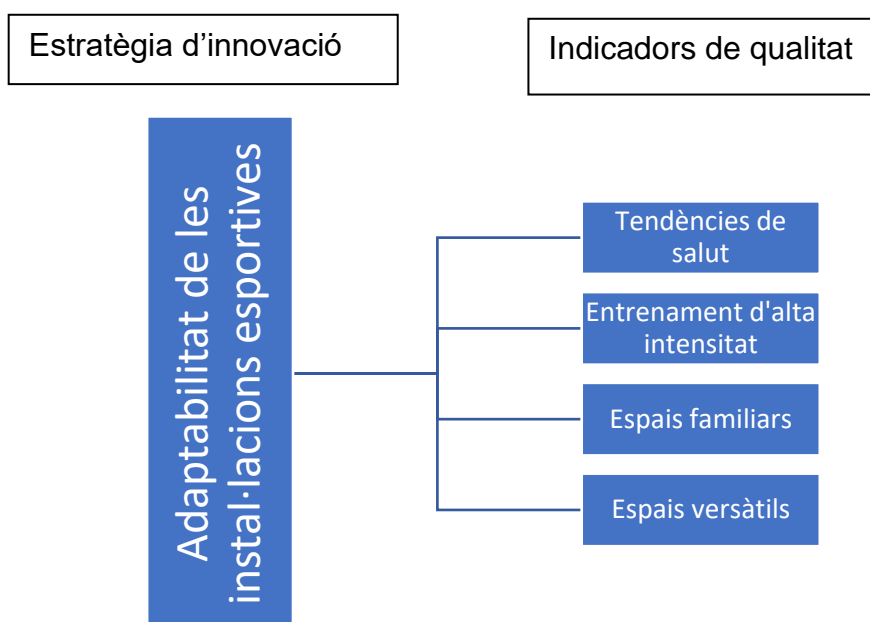 Estratègia d’innovació
Indicadors de qualitat
Adaptabilitat de les
instal·lacions esportives
Tendències de
salut
Entrenament d'alta
intensitat
Espais familiars
Espais versàtils